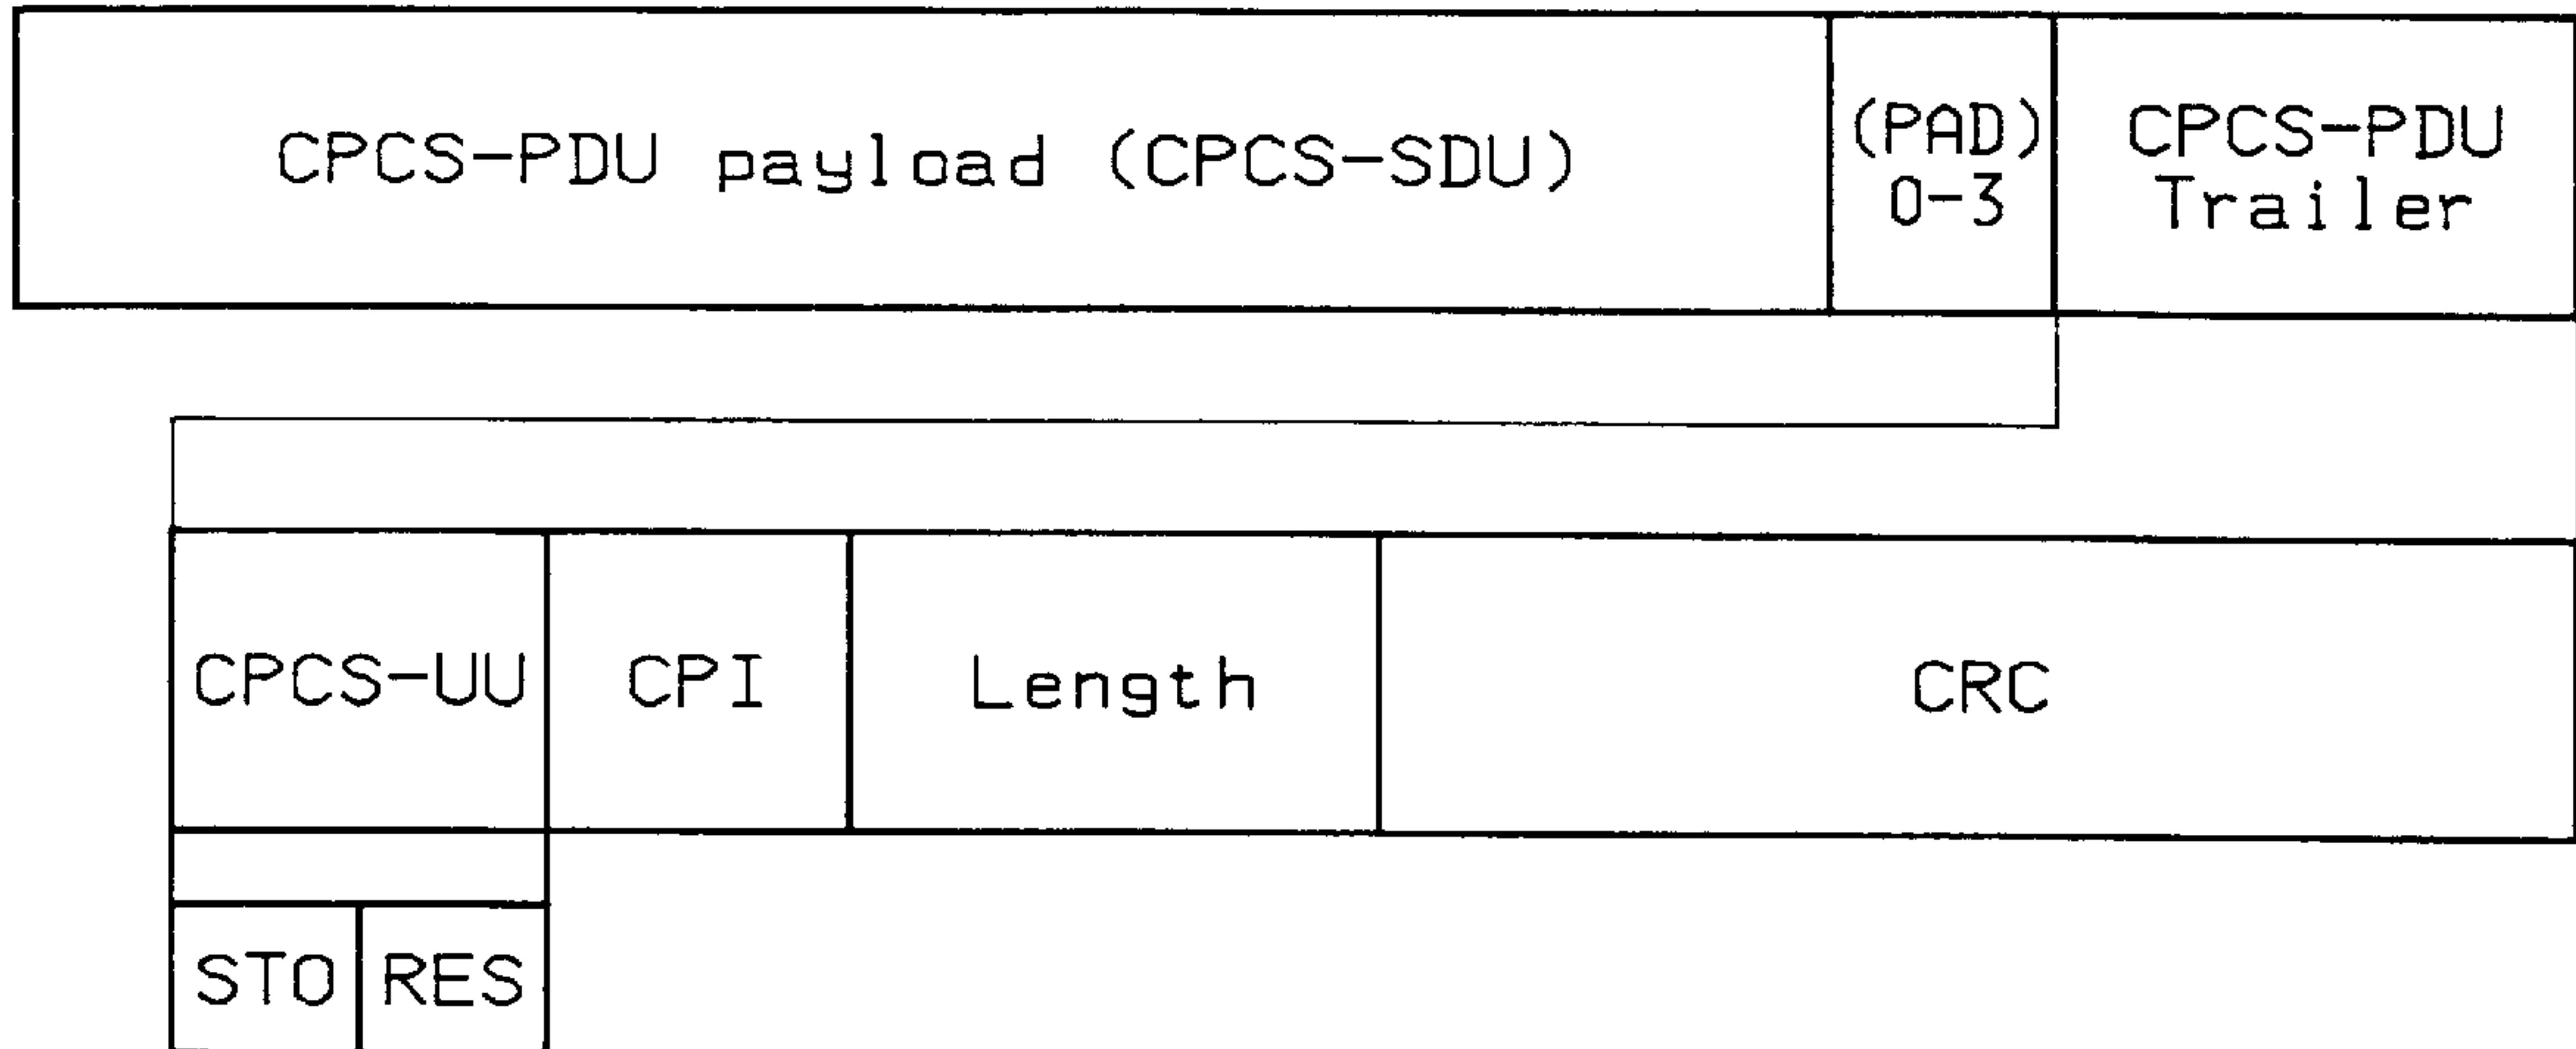 CPCS-PDU payload (CPCS-SDU)
(PAD)
0-3
CPCS-PDU
Trailer
CPCS-UU
CPI
Length
CRC
STO
RES